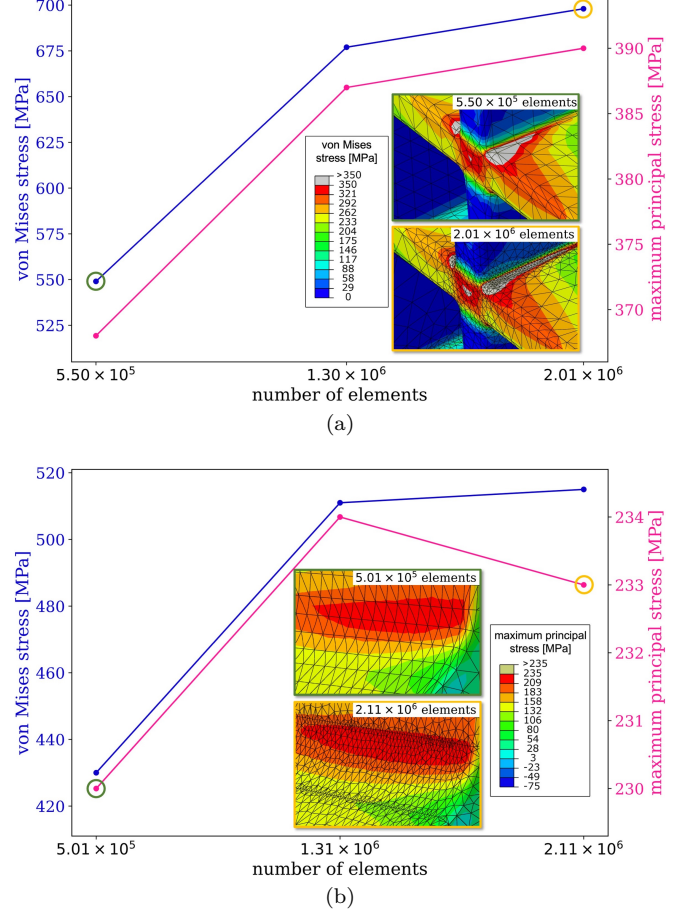 700
675
650
625
600
575
550
525
von Mises stress [MPa]
390
385
380
375
370
maximum principal stress [MPa]
5.50 × 10⁵ elements
von Mises
stress [MPa]
>350
350
321
292
262
233
204
175
146
117
88
58
29
0
2.01 × 10⁶ elements
5.50 × 10⁵
1.30 × 10⁶
2.01 × 10⁶
number of elements
(a)
520
500
480
460
440
420
von Mises stress [MPa]
234
233
232
231
230
maximum principal stress [MPa]
5.01 × 10⁵ elements
maximum principal
stress [MPa]
>235
235
209
183
158
132
106
80
54
28
3
-23
-49
-75
2.11 × 10⁶ elements
5.01 × 10⁵
1.31 × 10⁶
2.11 × 10⁶
number of elements
(b)